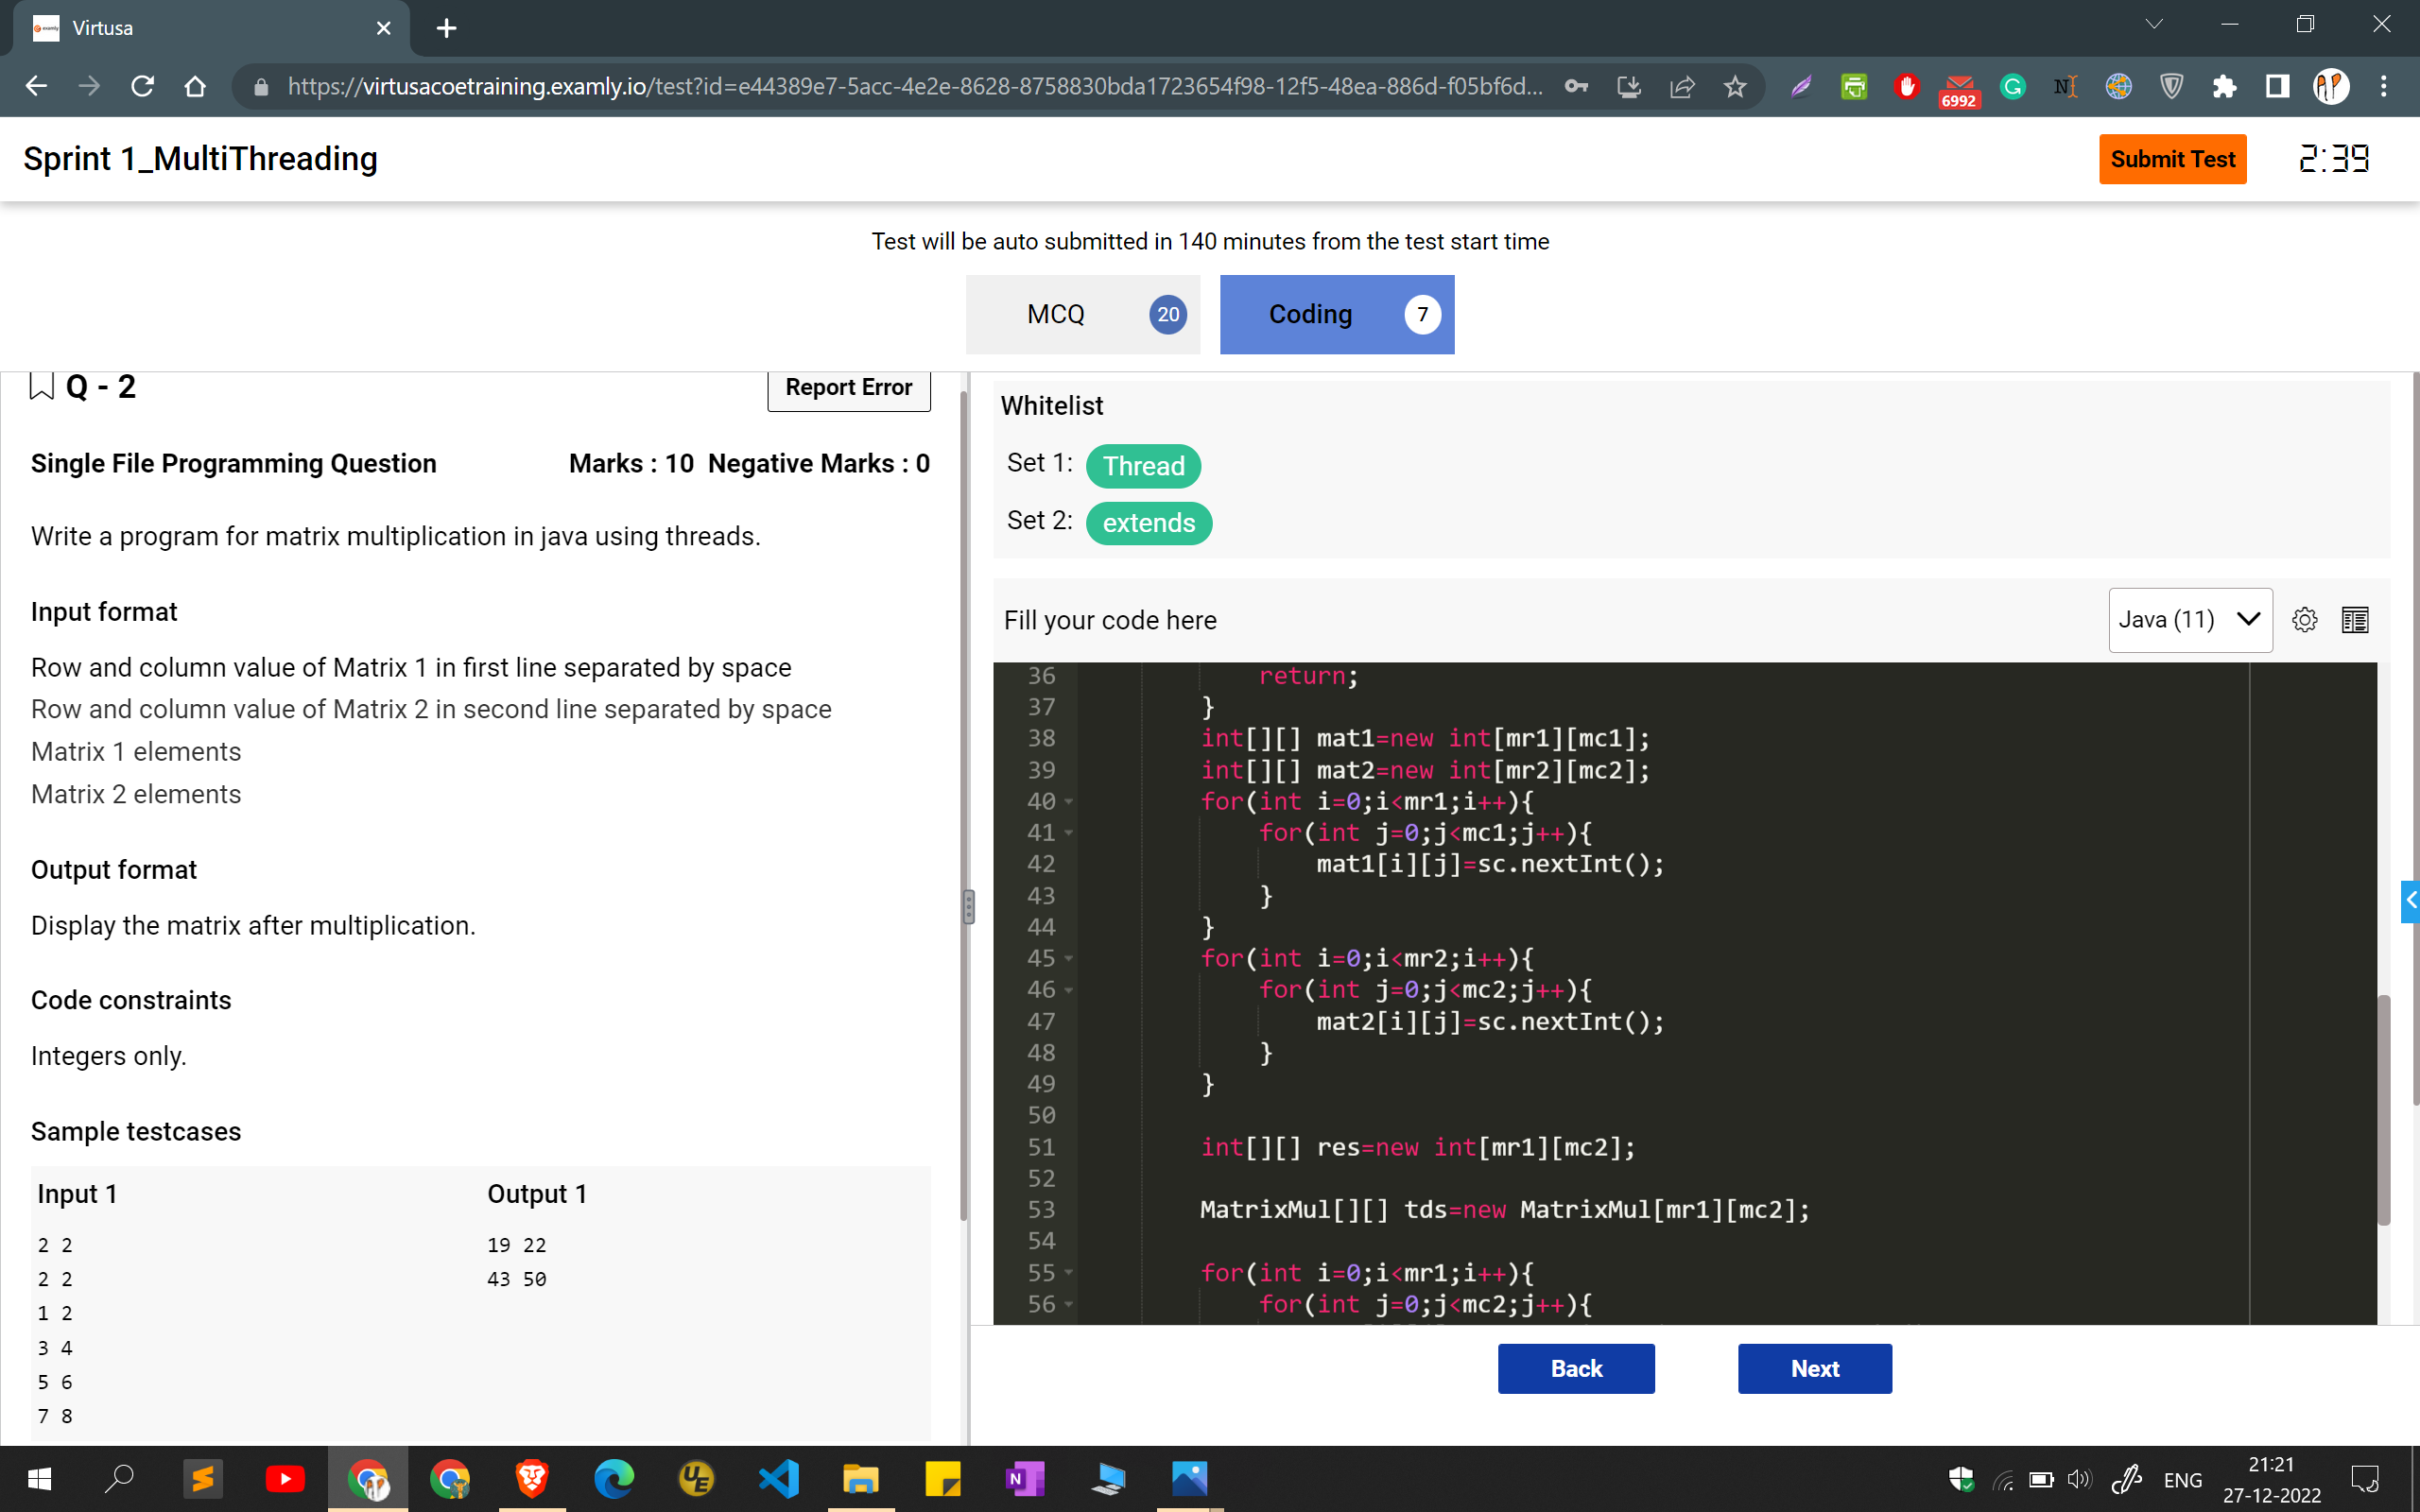 Virtusa
https://virtusacoetraining.examly.io/test?id=e44389e7-5acc-4e2e-8628-8758830bda1723654f98-12f5-48ea-886d-f05bf6d...
6992
Sprint 1_MultiThreading
Submit Test
2:39
Test will be auto submitted in 140 minutes from the test start time
MCQ 20
Coding 7
Q - 2
Report Error
Single File Programming Question
Marks : 10 Negative Marks : 0
Write a program for matrix multiplication in java using threads.
Input format
Row and column value of Matrix 1 in first line separated by space
Row and column value of Matrix 2 in second line separated by space
Matrix 1 elements
Matrix 2 elements
Output format
Display the matrix after multiplication.
Code constraints
Integers only.
Sample testcases
Input 1
Output 1
2 2
19 22
2 2
43 50
1 2
3 4
5 6
7 8
Whitelist
Set 1: Thread
Set 2: extends
Fill your code here
Java (11)
36 return;
37 }
38 int[][] mat1=new int[mr1][mc1];
39 int[][] mat2=new int[mr2][mc2];
40 for(int i=0;i<mr1;i++){
41 for(int j=0;j<mc1;j++){
42 mat1[i][j]=sc.nextInt();
43 }
44 }
45 for(int i=0;i<mr2;i++){
46 for(int j=0;j<mc2;j++){
47 mat2[i][j]=sc.nextInt();
48 }
49 }
50
51 int[][] res=new int[mr1][mc2];
52
53 MatrixMul[][] tds=new MatrixMul[mr1][mc2];
54
55 for(int i=0;i<mr1;i++){
56 for(int j=0;j<mc2;j++){
Back
Next
ENG
21:21
27-12-2022